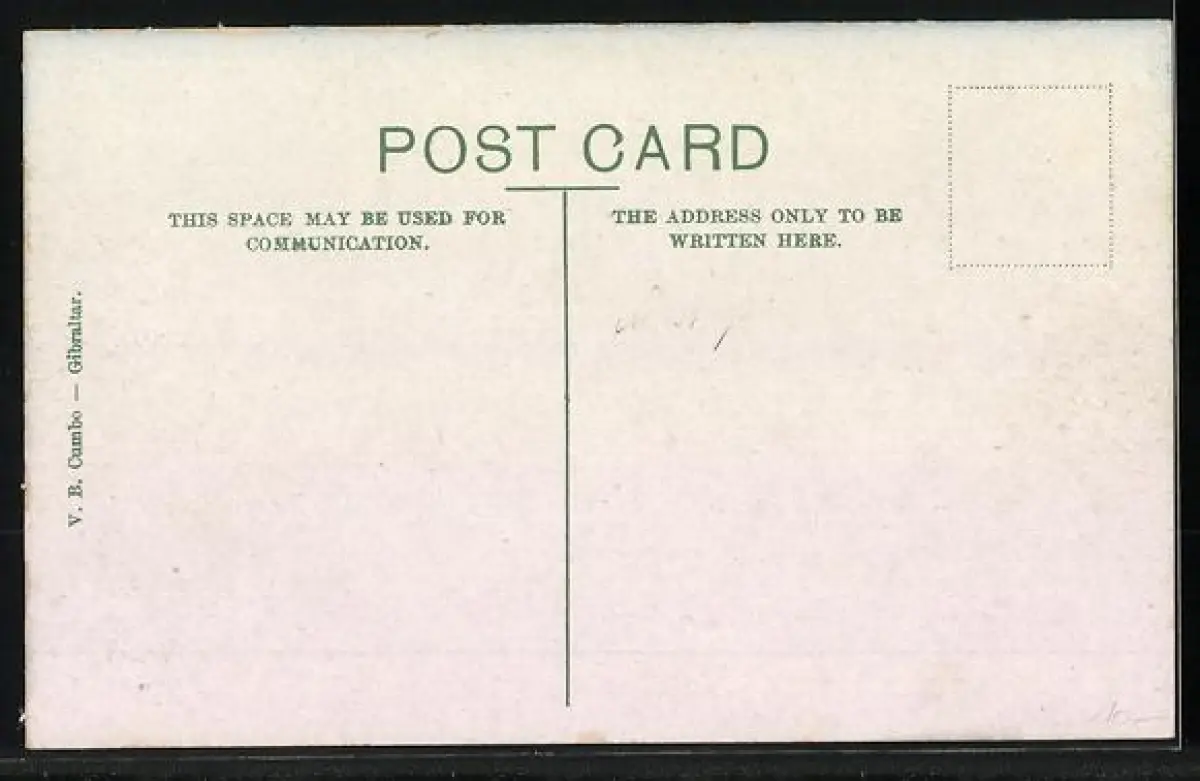 POST CARD
THIS SPACE MAY BE USED FOR
COMMUNICATION.
THE ADDRESS ONLY TO BE
WRITTEN HERE.
V. B. Cumbo — Gibraltar.